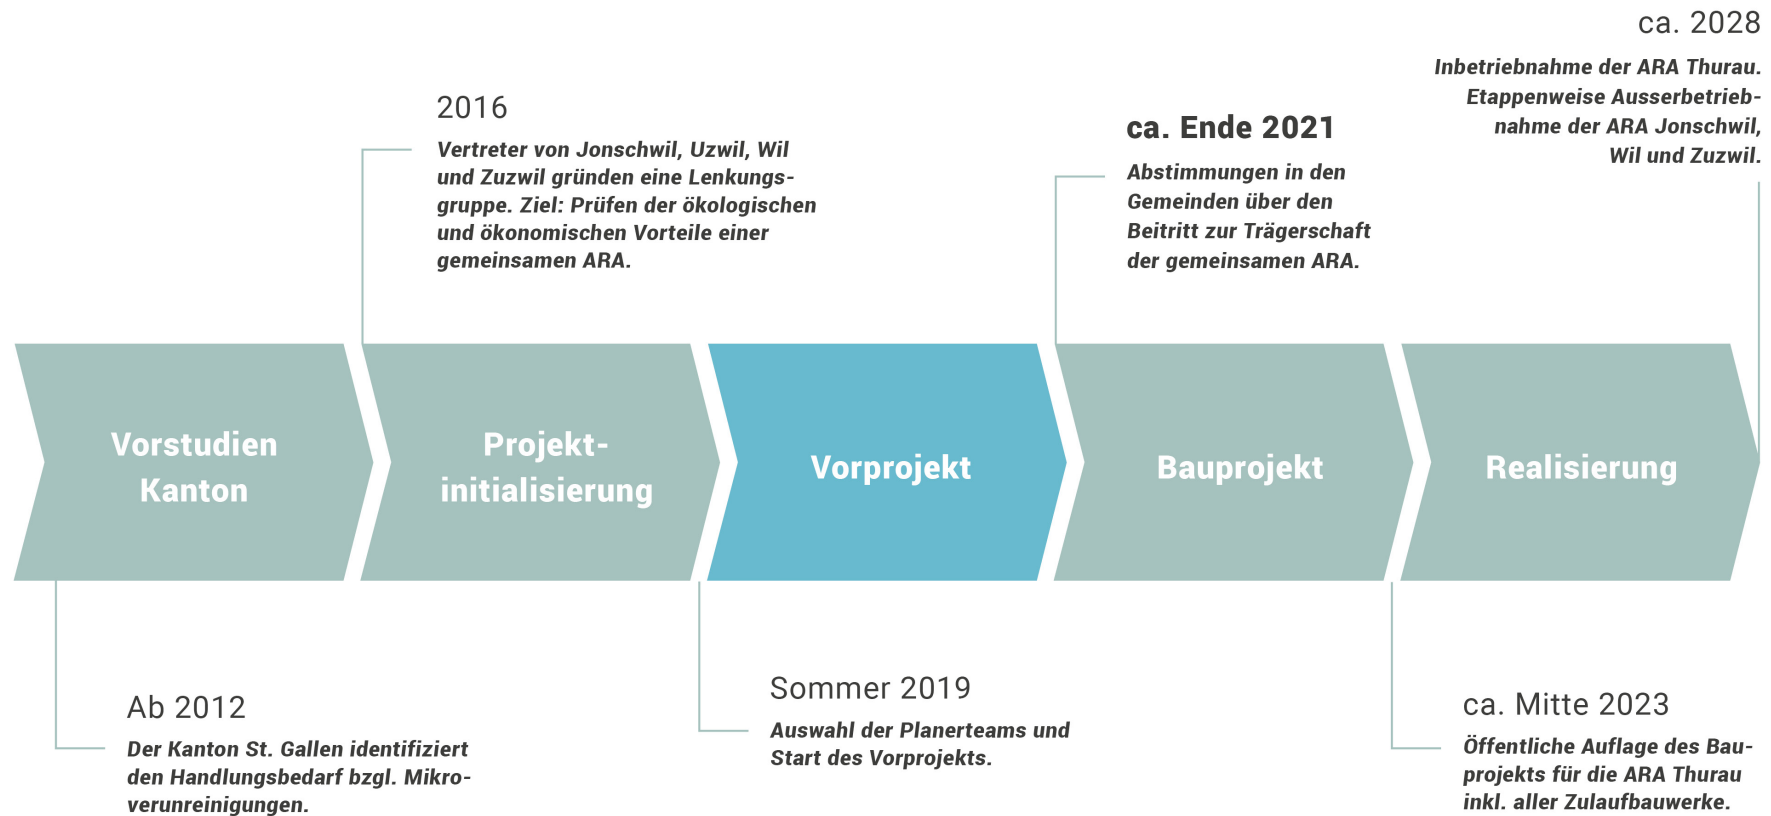 ca. 2028
Inbetriebnahme der ARA Thurau.
Etappenweise Ausserbetrieb-
nahme der ARA Jonschwil,
Wil und Zuzwil.
2016
Vertreter von Jonschwil, Uzwil, Wil
und Zuzwil gründen eine Lenkungs-
gruppe. Ziel: Prüfen der ökologischen
und ökonomischen Vorteile einer
gemeinsamen ARA.
ca. Ende 2021
Abstimmungen in den
Gemeinden über den
Beitritt zur Trägerschaft
der gemeinsamen ARA.
Vorstudien
Kanton
Projekt-
initialisierung
Vorprojekt
Bauprojekt
Realisierung
Ab 2012
Der Kanton St. Gallen identifiziert
den Handlungsbedarf bzgl. Mikro-
verunreinigungen.
Sommer 2019
Auswahl der Planerteams und
Start des Vorprojekts.
ca. Mitte 2023
Öffentliche Auflage des Bau-
projekts für die ARA Thurau
inkl. aller Zulaufbauwerke.